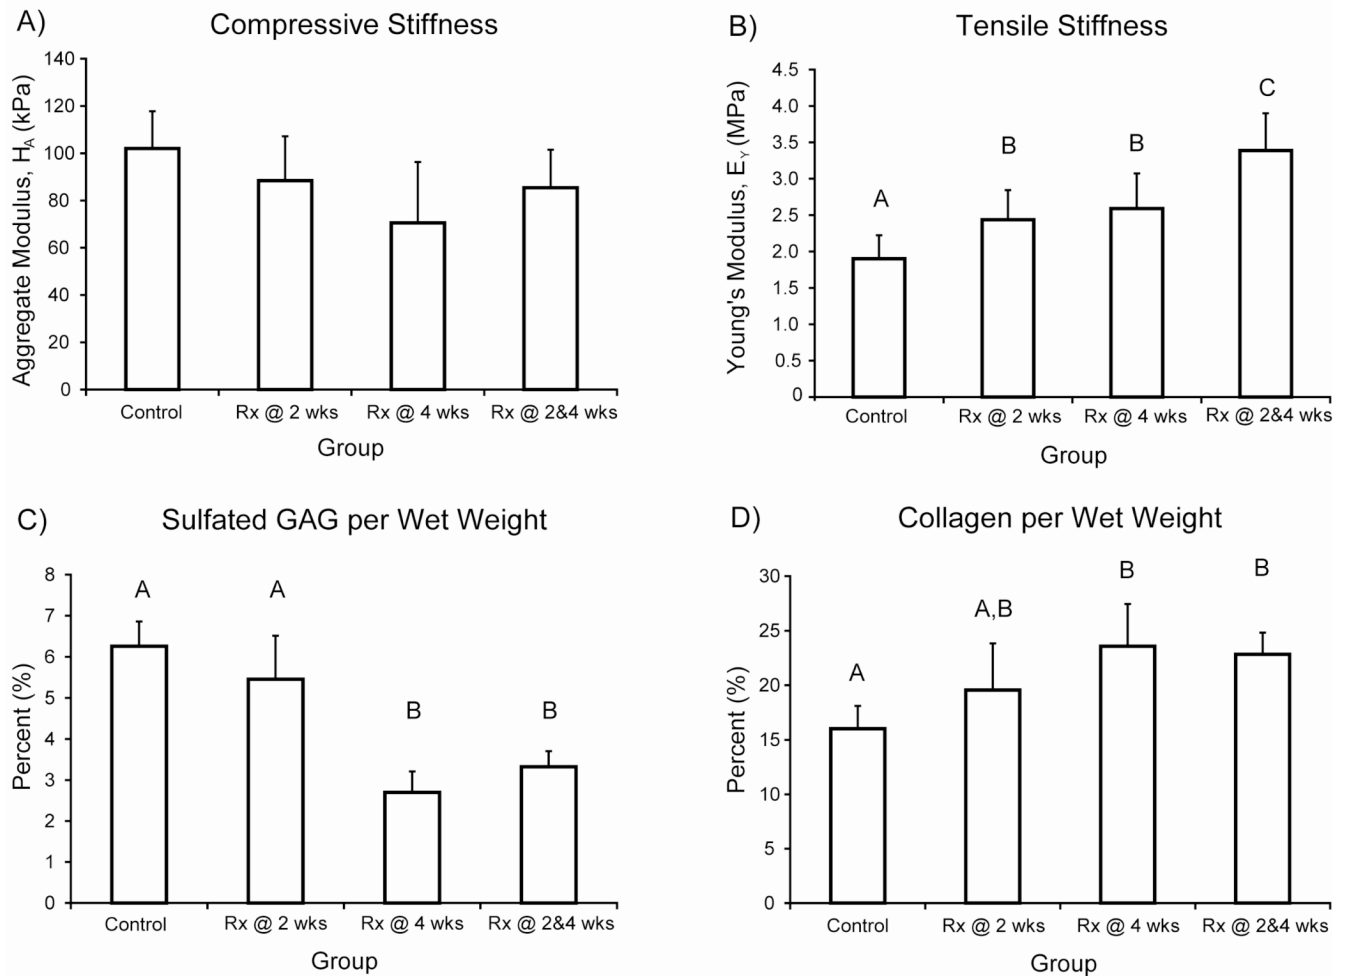 A)
Compressive Stiffness
Aggregate Modulus, HA (kPa)
140
120
100
80
60
40
20
0
Control
Rx @ 2 wks
Rx @ 4 wks
Rx @ 2&4 wks
Group
B)
Tensile Stiffness
Young's Modulus, EY (MPa)
4.5
4.0
3.5
3.0
2.5
2.0
1.5
1.0
0.5
0
A
B
B
C
Control
Rx @ 2 wks
Rx @ 4 wks
Rx @ 2&4 wks
Group
C)
Sulfated GAG per Wet Weight
Percent (%)
8
7
6
5
4
3
2
1
0
A
A
B
B
Control
Rx @ 2 wks
Rx @ 4 wks
Rx @ 2&4 wks
Group
D)
Collagen per Wet Weight
Percent (%)
30
25
20
15
10
5
0
A
A,B
B
B
Control
Rx @ 2 wks
Rx @ 4 wks
Rx @ 2&4 wks
Group